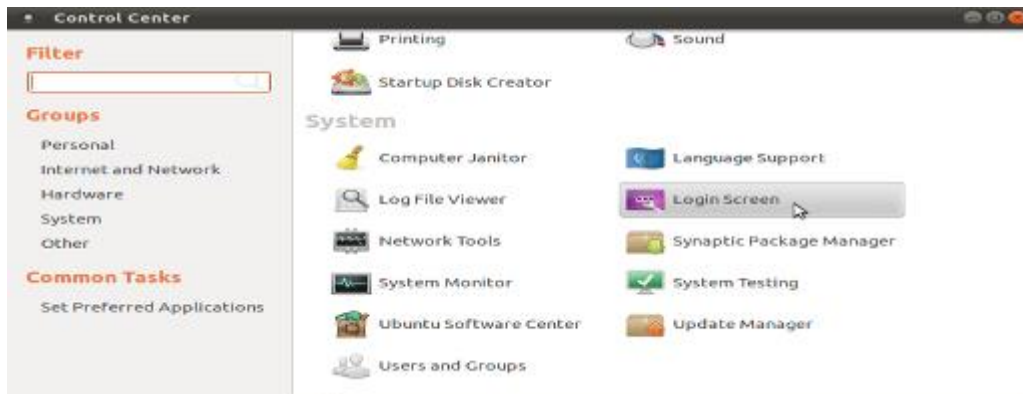 Control Center
Filter
Groups
Personal
Internet and Network
Hardware
System
Other
Common Tasks
Set Preferred Applications
Printing
Sound
Startup Disk Creator
System
Computer Janitor
Language Support
Log File Viewer
Login Screen
Network Tools
Synaptic Package Manager
System Monitor
System Testing
Ubuntu Software Center
Update Manager
Users and Groups